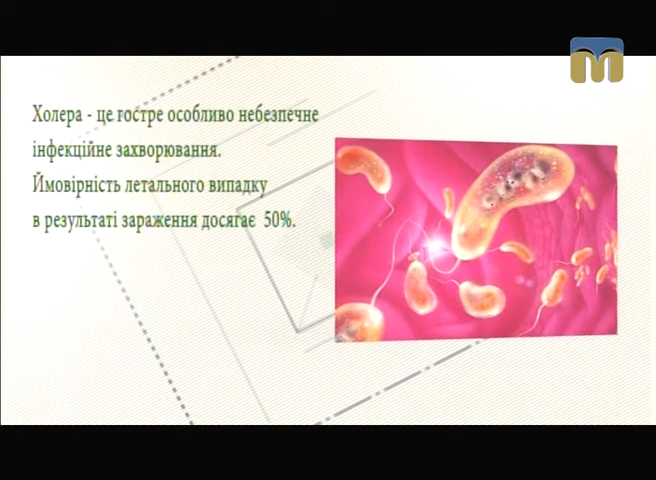 Холера - це гостре особливо небезпечне
інфекційне захворювання.
Ймовірність летального випадку
в результаті зараження досягає 50%.